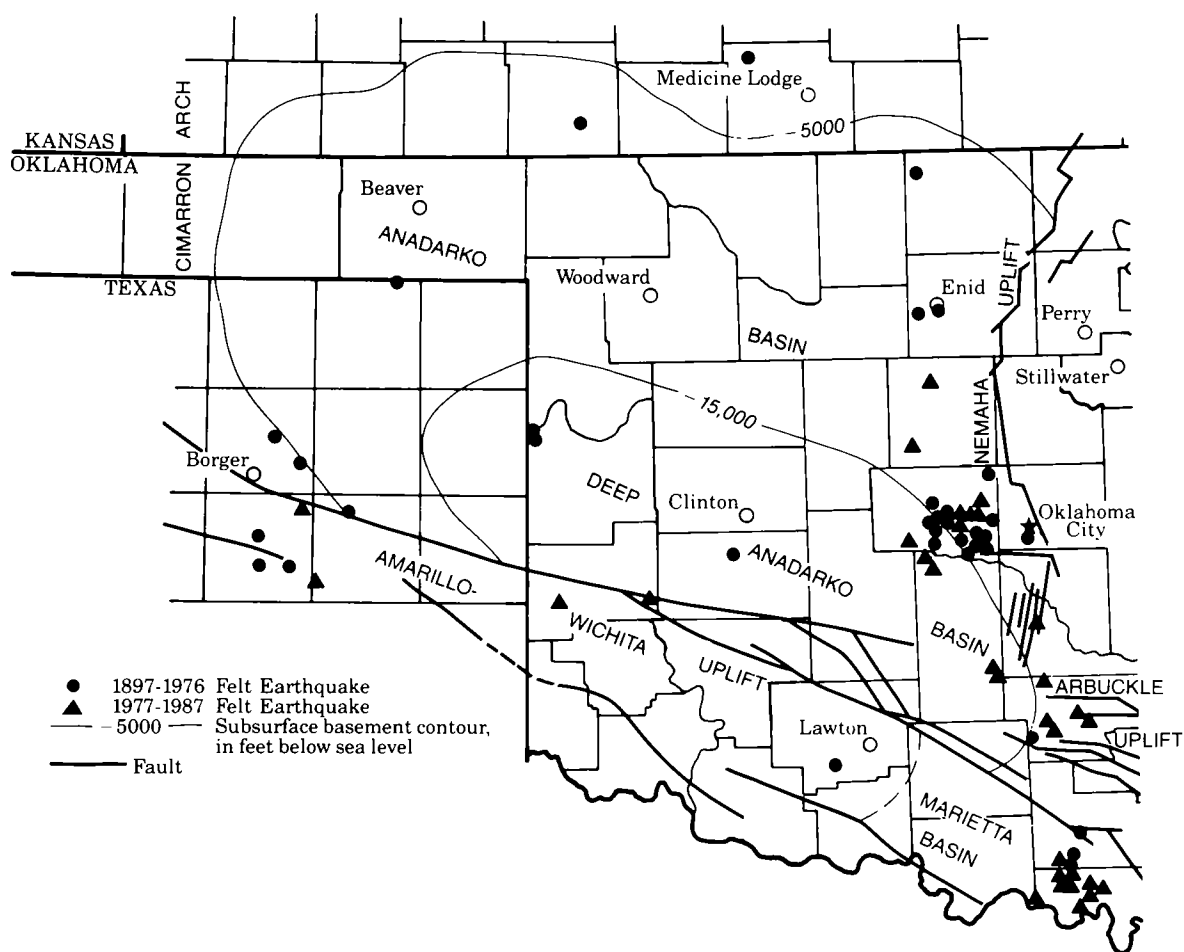 Medicine Lodge
ARCH
-5000
KANSAS
OKLAHOMA
CIMARRON
Beaver
ANADARKO
UPLIFT
TEXAS
Woodward
Enid
Perry
BASIN
Stillwater
-15,000
NEMAHA
Borger
DEEP
Clinton
Oklahoma
City
AMARILLO-
ANADARKO
WICHITA
BASIN
UPLIFT
ARBUCKLE
UPLIFT
Lawton
MARIETTA
BASIN
1897-1976 Felt Earthquake
1977-1987 Felt Earthquake
-5000 Subsurface basement contour,
in feet below sea level
Fault